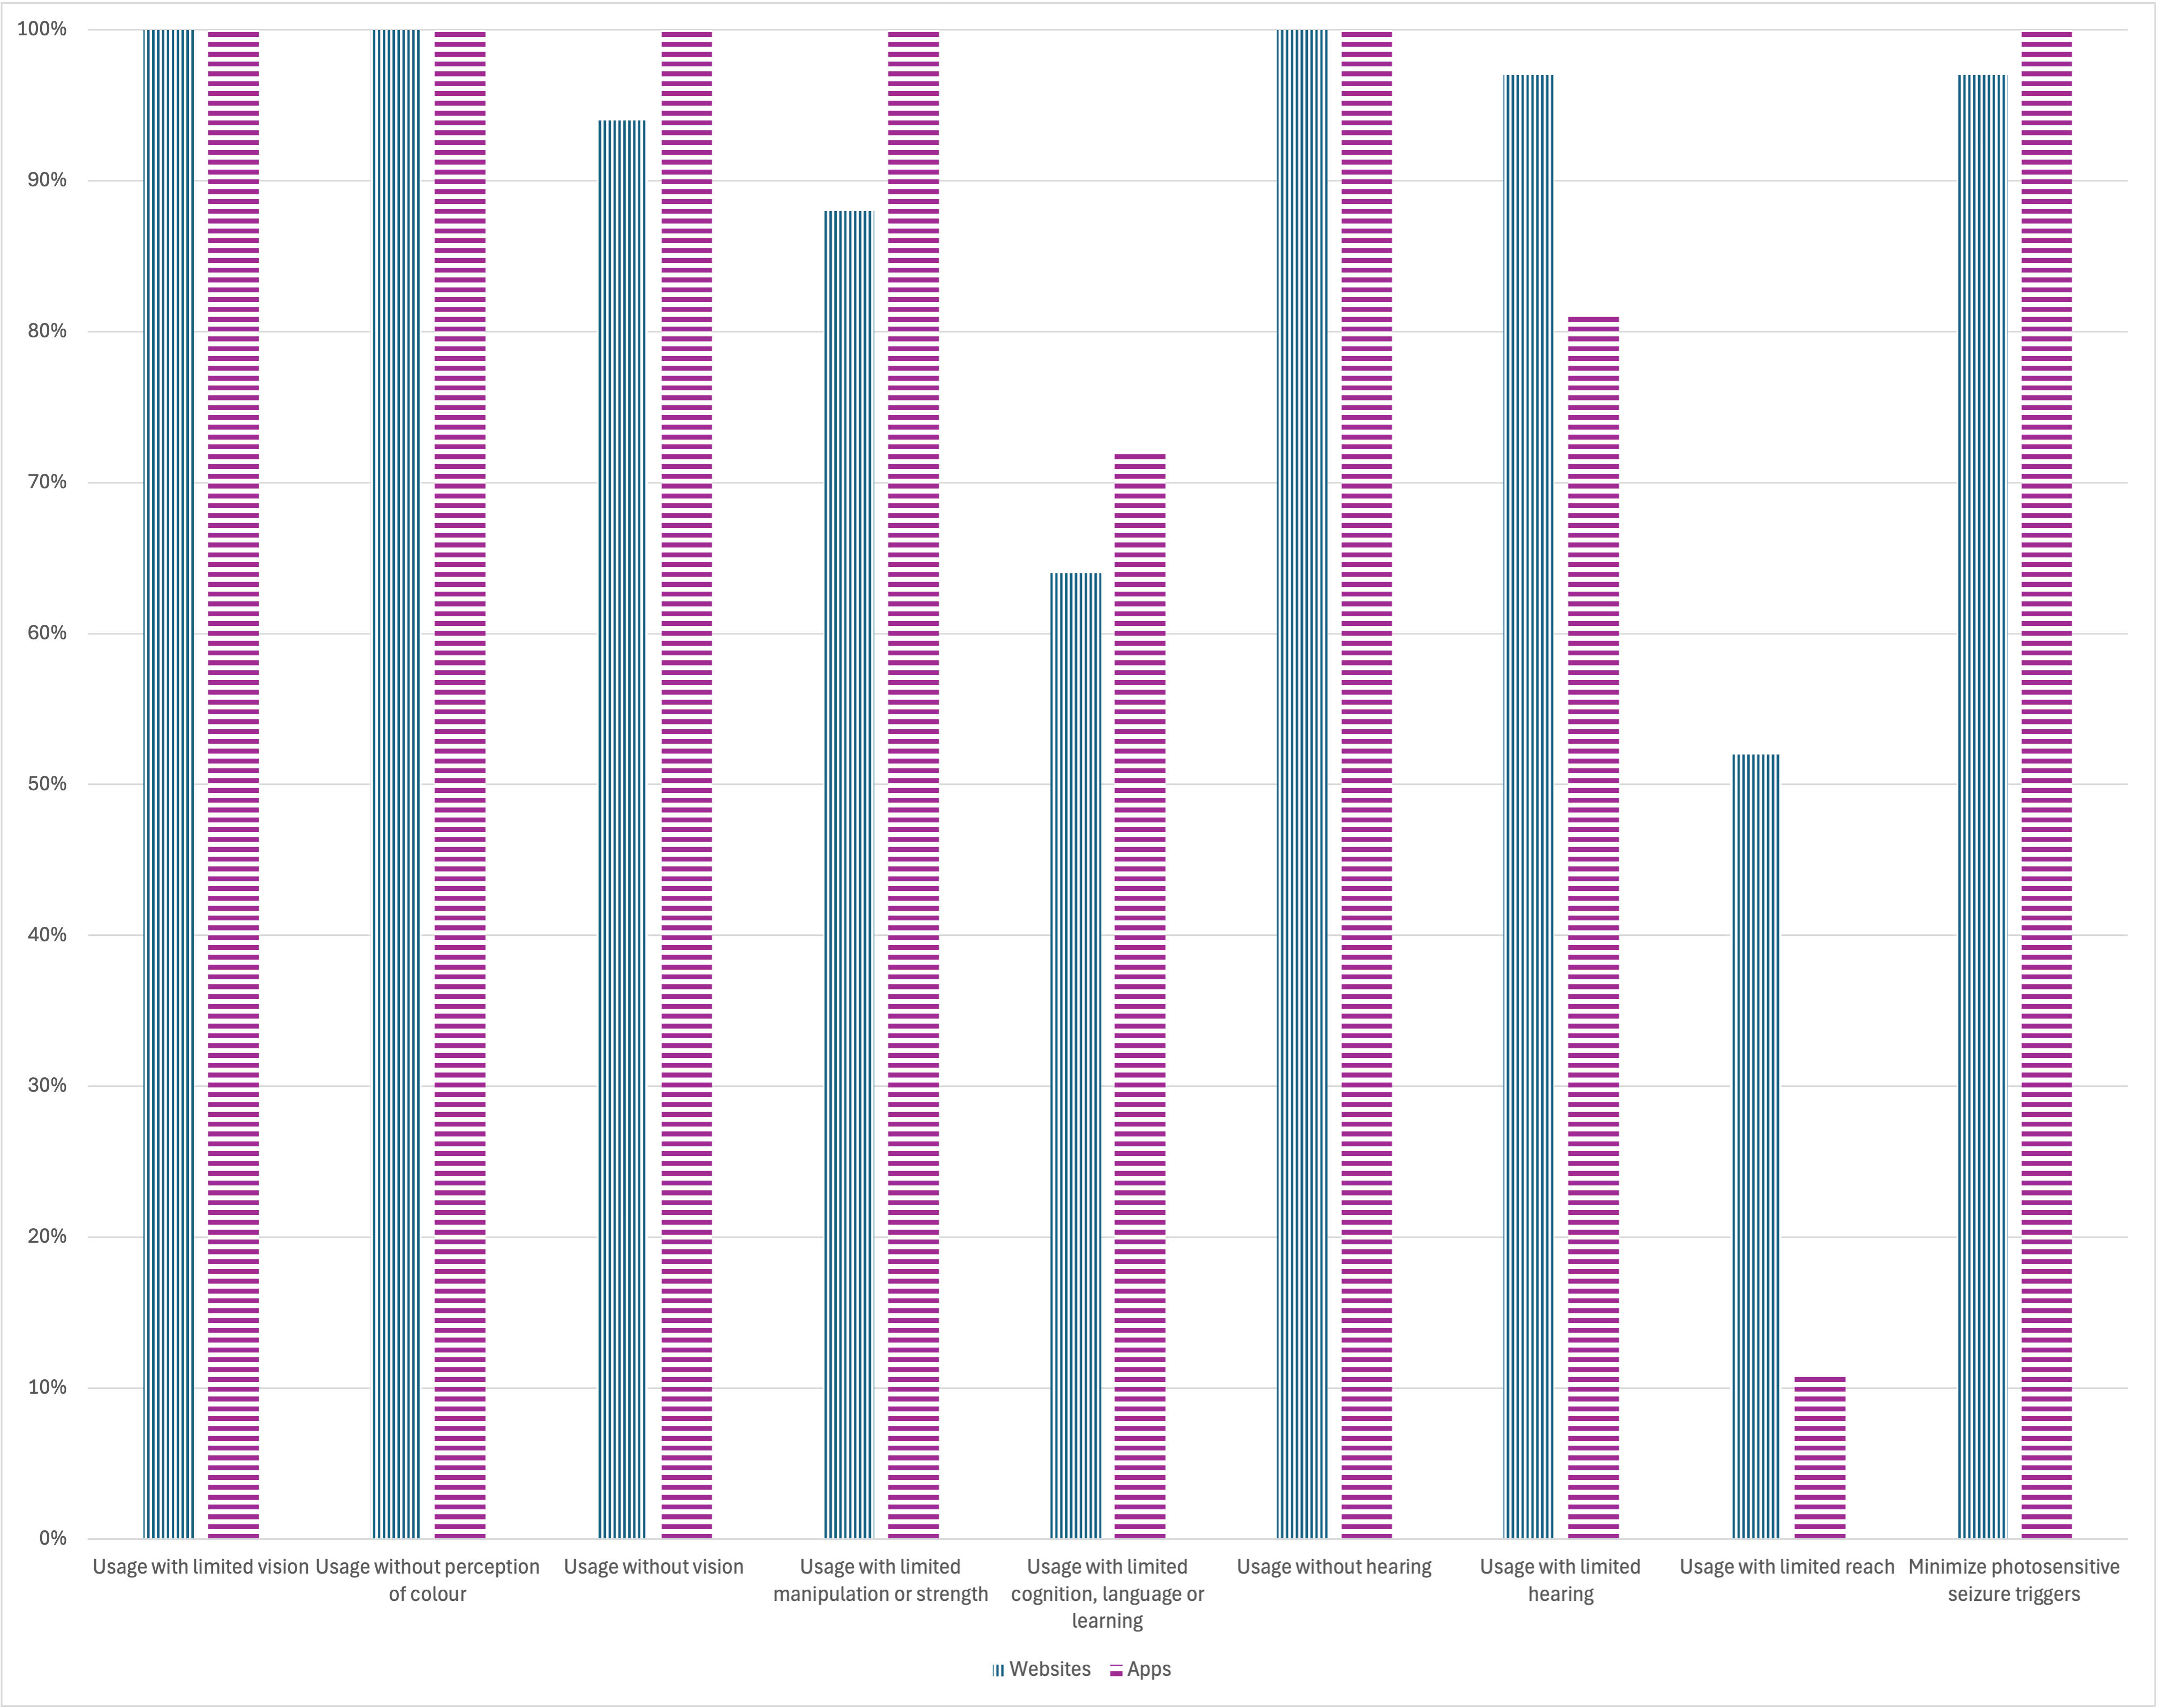 100%
90%
80%
70%
60%
50%
40%
30%
20%
10%
0%
Usage with limited vision
Usage without perception
of colour
Usage without vision
Usage with limited
manipulation or strength
Usage with limited
cognition, language or
learning
Usage without hearing
Usage with limited
hearing
Usage with limited reach
Minimize photosensitive
seizure triggers
Websites
Apps